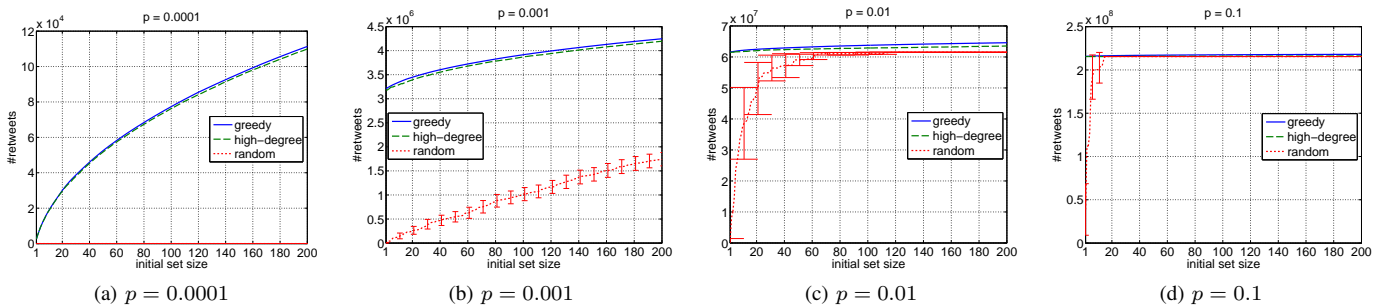 p = 0.0001
x 10^4
12
10
8
6
4
2
0
#retweets
greedy
high-degree
random
1 20 40 60 80 100 120 140 160 180 200
initial set size
(a) p = 0.0001
p = 0.001
x 10^6
4.5
4
3.5
3
2.5
2
1.5
1
0.5
0
#retweets
greedy
high-degree
random
1 20 40 60 80 100 120 140 160 180 200
initial set size
(b) p = 0.001
p = 0.01
x 10^7
7
6
5
4
3
2
1
0
#retweets
greedy
high-degree
random
1 20 40 60 80 100 120 140 160 180 200
initial set size
(c) p = 0.01
p = 0.1
x 10^8
2.5
2
1.5
1
0.5
0
#retweets
greedy
high-degree
random
1 20 40 60 80 100 120 140 160 180 200
initial set size
(d) p = 0.1